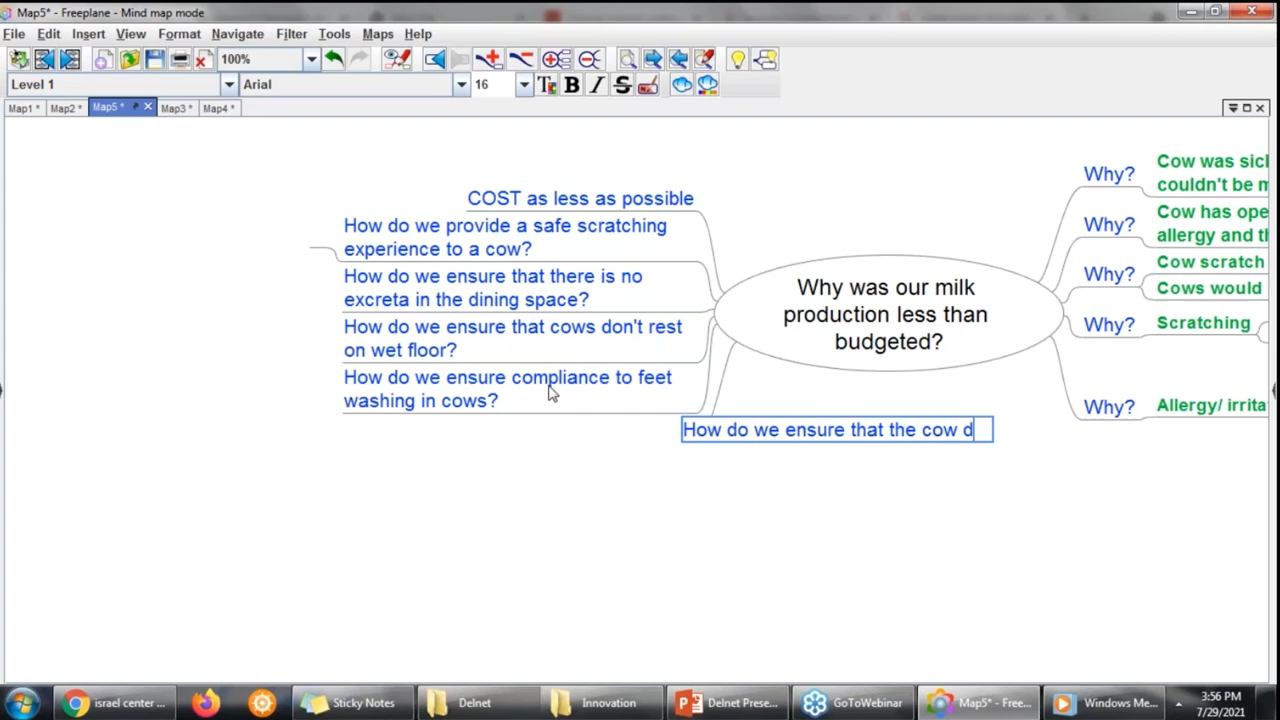 Map5* - Freeplane - Mind map mode
File Edit Insert View Format Navigate Filter Tools Maps Help
100%
Level 1 Arial 16
Map1 * Map2 * Map5 * Map3 * Map4 *
COST as less as possible
How do we provide a safe scratching
experience to a cow?
How do we ensure that there is no
excreta in the dining space?
How do we ensure that cows don't rest
on wet floor?
How do we ensure compliance to feet
washing in cows?
How do we ensure that the cow d
Why was our milk
production less than
budgeted?
Why? Cow was sick
couldn't be m
Why? Cow has ope
allergy and th
Why? Cow scratch
Cows would
Why? Scratching
Why? Allergy/ irrita
israel center ... Sticky Notes Delnet Innovation Delnet Prese... GoToWebinar Map5* - Free... Windows Me...
3:56 PM
7/29/2021